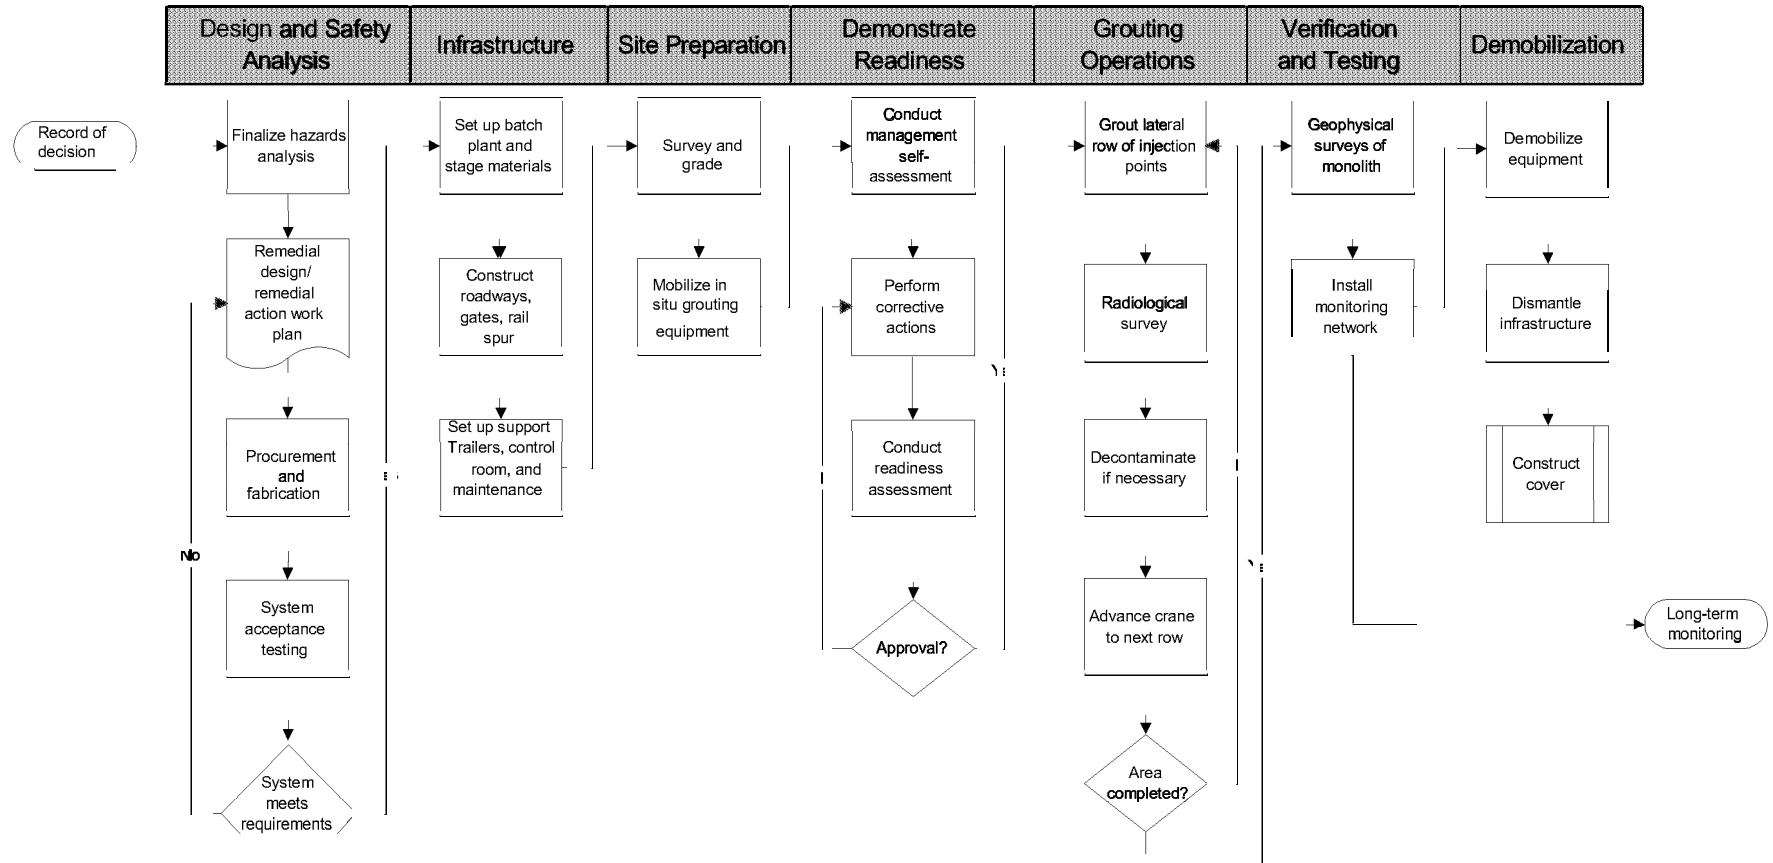 Design and Safety
Analysis
Infrastructure
Site Preparation
Demonstrate
Readiness
Grouting
Operations
Verification
and Testing
Demobilization
Record of
decision
Finalize hazards
analysis
Remedial
design/
remedial
action work
plan
Procurement
and
fabrication
System
acceptance
testing
System
meets
requirements
No
Set up batch
plant and
stage materials
Construct
roadways,
gates, rail
spur
Set up support
Trailers, control
room, and
maintenance
Survey and
grade
Mobilize in
situ grouting
equipment
Conduct
management
self-
assessment
Perform
corrective
actions
Conduct
readiness
assessment
Approval?
Grout lateral
row of injection
points
Radiological
survey
Decontaminate
if necessary
Advance crane
to next row
Area
completed?
Geophysical
surveys of
monolith
Install
monitoring
network
Demobilize
equipment
Dismantle
infrastructure
Construct
cover
Long-term
monitoring